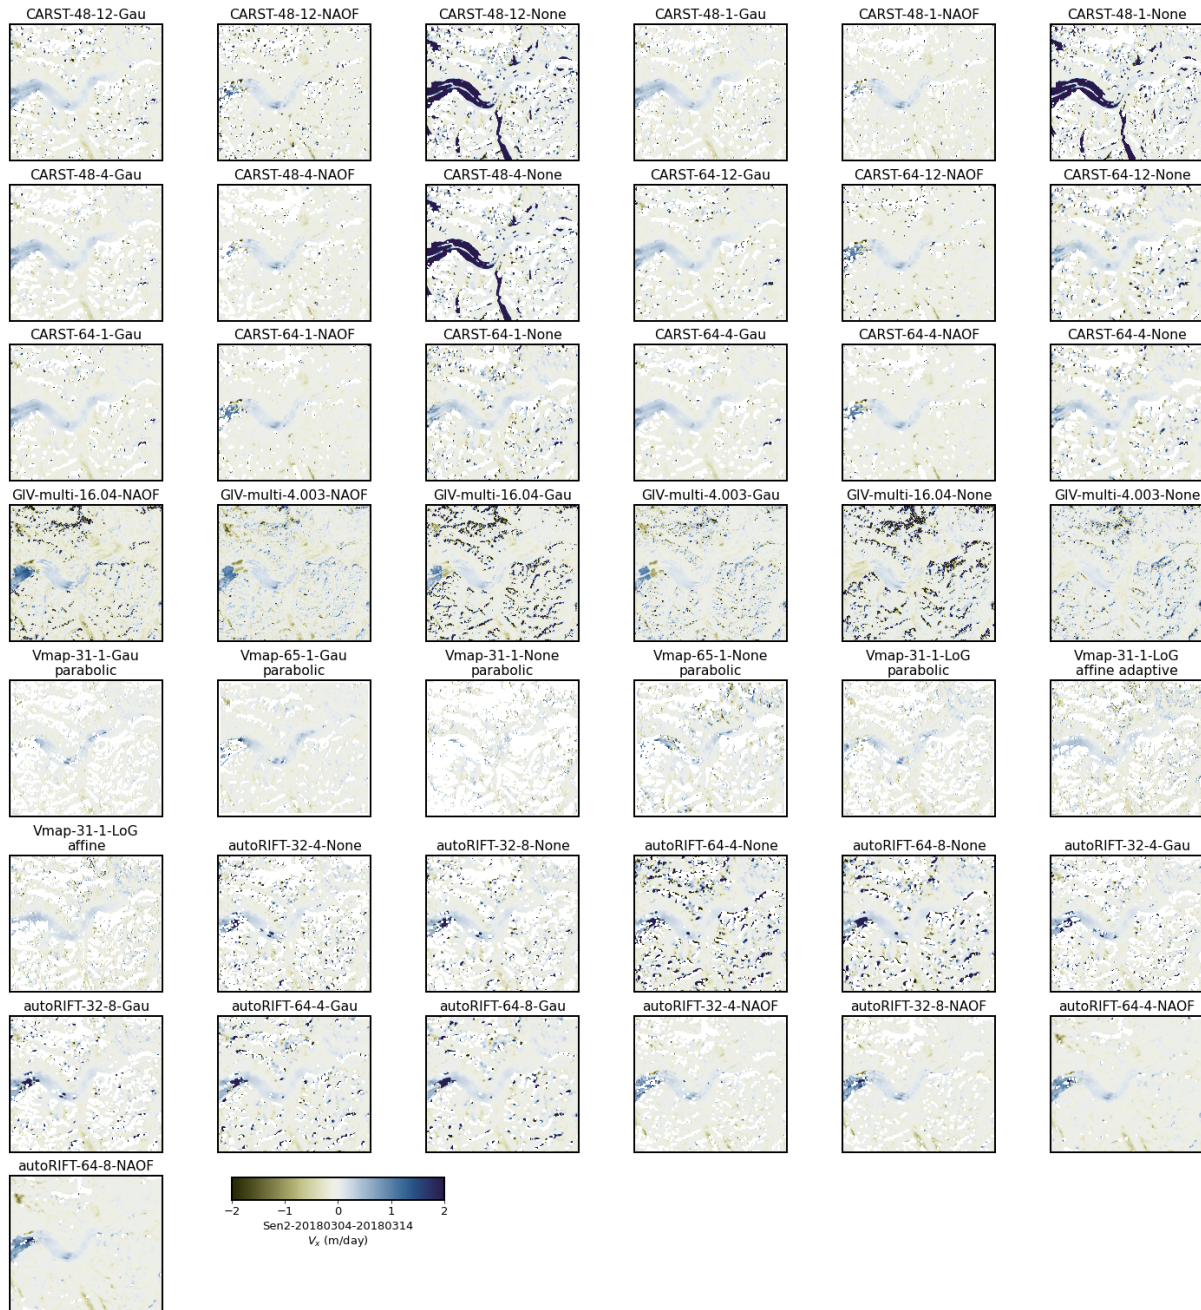 CARST-48-12-Gau CARST-48-12-NAOF CARST-48-12-None CARST-48-1-Gau CARST-48-1-NAOF CARST-48-1-None
CARST-48-4-Gau CARST-48-4-NAOF CARST-48-4-None CARST-64-12-Gau CARST-64-12-NAOF CARST-64-12-None
CARST-64-1-Gau CARST-64-1-NAOF CARST-64-1-None CARST-64-4-Gau CARST-64-4-NAOF CARST-64-4-None
GIV-multi-16.04-NAOF GIV-multi-4.003-NAOF GIV-multi-16.04-Gau GIV-multi-4.003-Gau GIV-multi-16.04-None GIV-multi-4.003-None
Vmap-31-1-Gau Vmap-65-1-Gau Vmap-31-1-None Vmap-65-1-None Vmap-31-1-LoG Vmap-31-1-LoG
parabolic parabolic parabolic parabolic parabolic affine adaptive
Vmap-31-1-LoG
affine autoRIFT-32-4-None autoRIFT-32-8-None autoRIFT-64-4-None autoRIFT-64-8-None autoRIFT-32-4-Gau
autoRIFT-32-8-Gau autoRIFT-64-4-Gau autoRIFT-64-8-Gau autoRIFT-32-4-NAOF autoRIFT-32-8-NAOF autoRIFT-64-4-NAOF
autoRIFT-64-8-NAOF
−2 −1 0 1 2
Sen2-20180304-20180314
Vx (m/day)